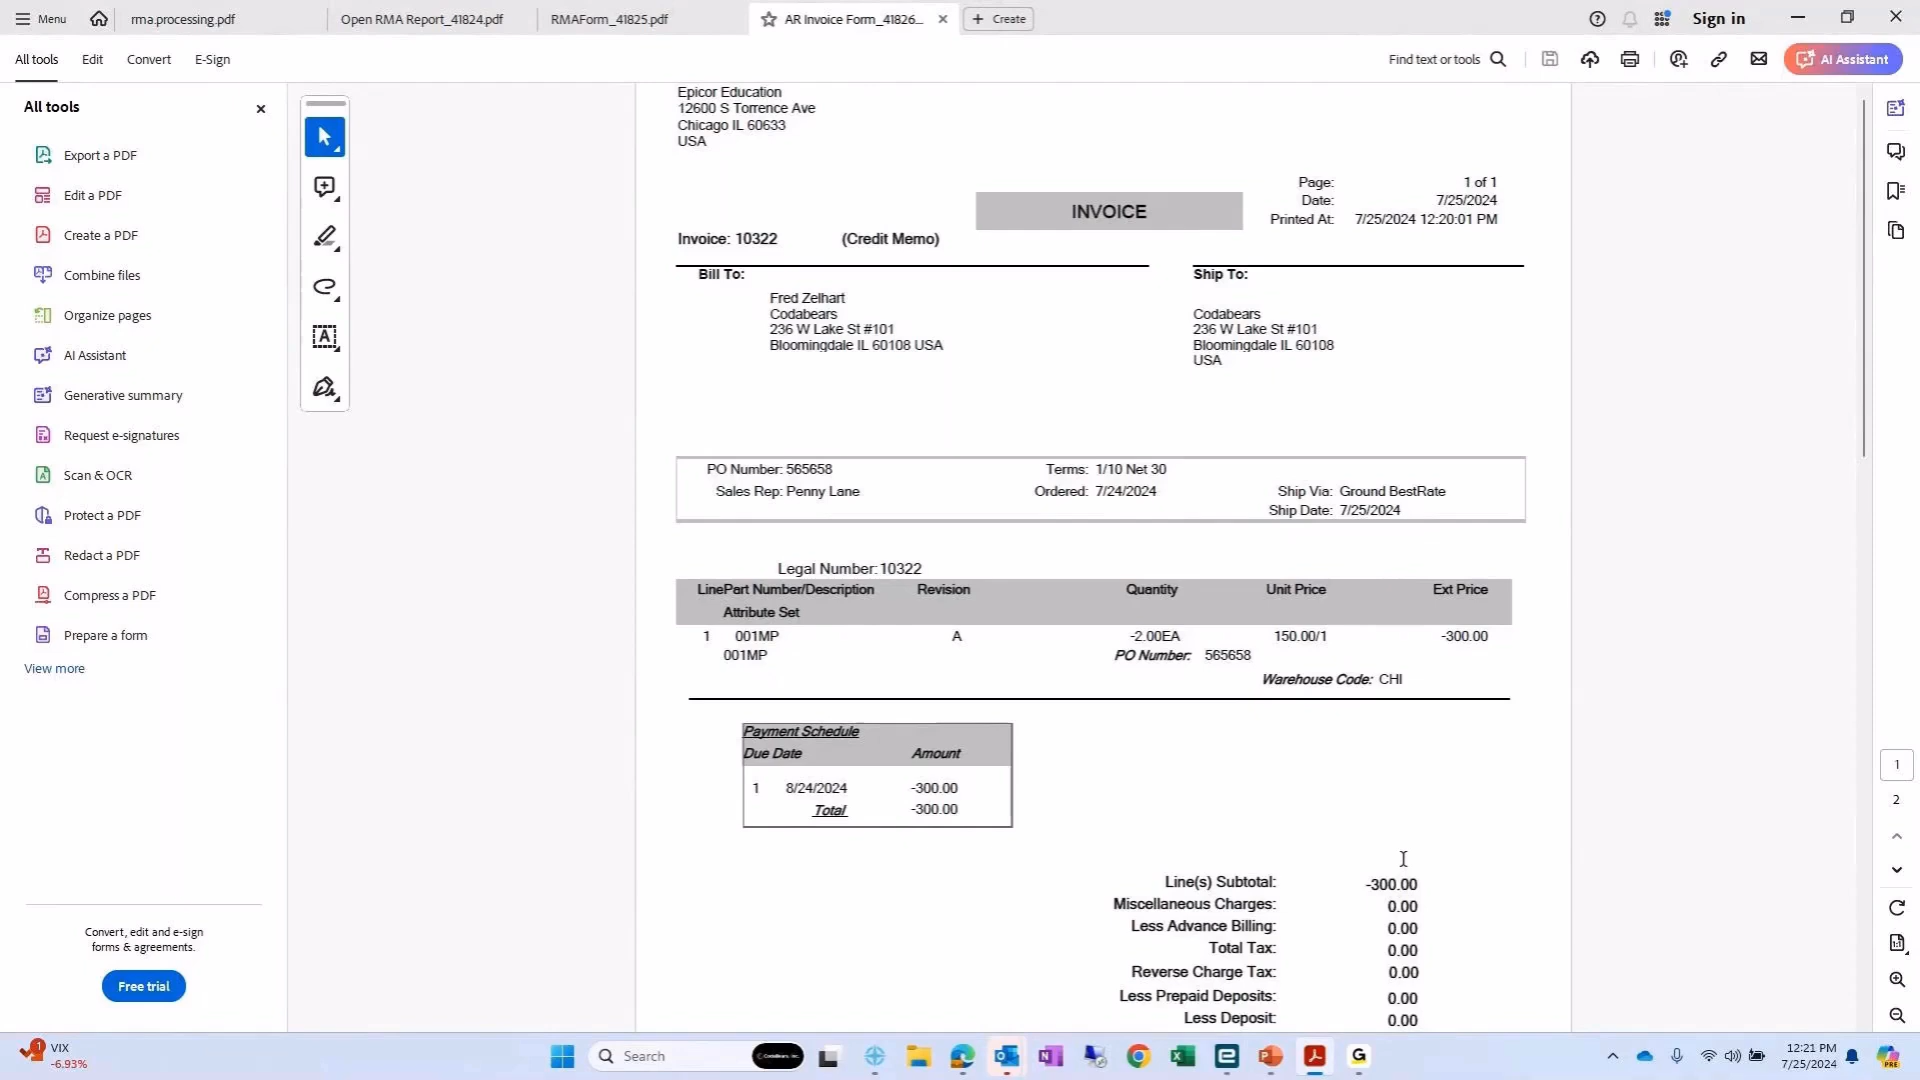 Menu
rma.processing.pdf
Open RMA Report_41824.pdf
RMAForm_41825.pdf
AR Invoice Form_41826...
Create
Sign in
All tools
Edit
Convert
E-Sign
Find text or tools
AI Assistant
All tools
Export a PDF
Edit a PDF
Create a PDF
Combine files
Organize pages
AI Assistant
Generative summary
Request e-signatures
Scan & OCR
Protect a PDF
Redact a PDF
Compress a PDF
Prepare a form
View more
Convert, edit and e-sign
forms & agreements.
Free trial
Epicor Education
12600 S Torrence Ave
Chicago IL 60633
USA
Page: 1 of 1
Date: 7/25/2024
Printed At: 7/25/2024 12:20:01 PM
INVOICE
Invoice: 10322 (Credit Memo)
Bill To:
Fred Zelhart
Codabears
236 W Lake St #101
Bloomingdale IL 60108 USA
Ship To:
Codabears
236 W Lake St #101
Bloomingdale IL 60108
USA
PO Number: 565658 Terms: 1/10 Net 30
Sales Rep: Penny Lane Ordered: 7/24/2024 Ship Via: Ground BestRate
Ship Date: 7/25/2024
Legal Number: 10322
LinePart Number/Description Revision Quantity Unit Price Ext Price
Attribute Set
1 001MP A -2.00EA 150.00/1 -300.00
001MP PO Number: 565658
Warehouse Code: CHI
Payment Schedule
Due Date Amount
1 8/24/2024 -300.00
Total -300.00
Line(s) Subtotal: -300.00
Miscellaneous Charges: 0.00
Less Advance Billing: 0.00
Total Tax: 0.00
Reverse Charge Tax: 0.00
Less Prepaid Deposits: 0.00
Less Deposit: 0.00
1
2
VIX
-6.93%
Search
12:21 PM
7/25/2024